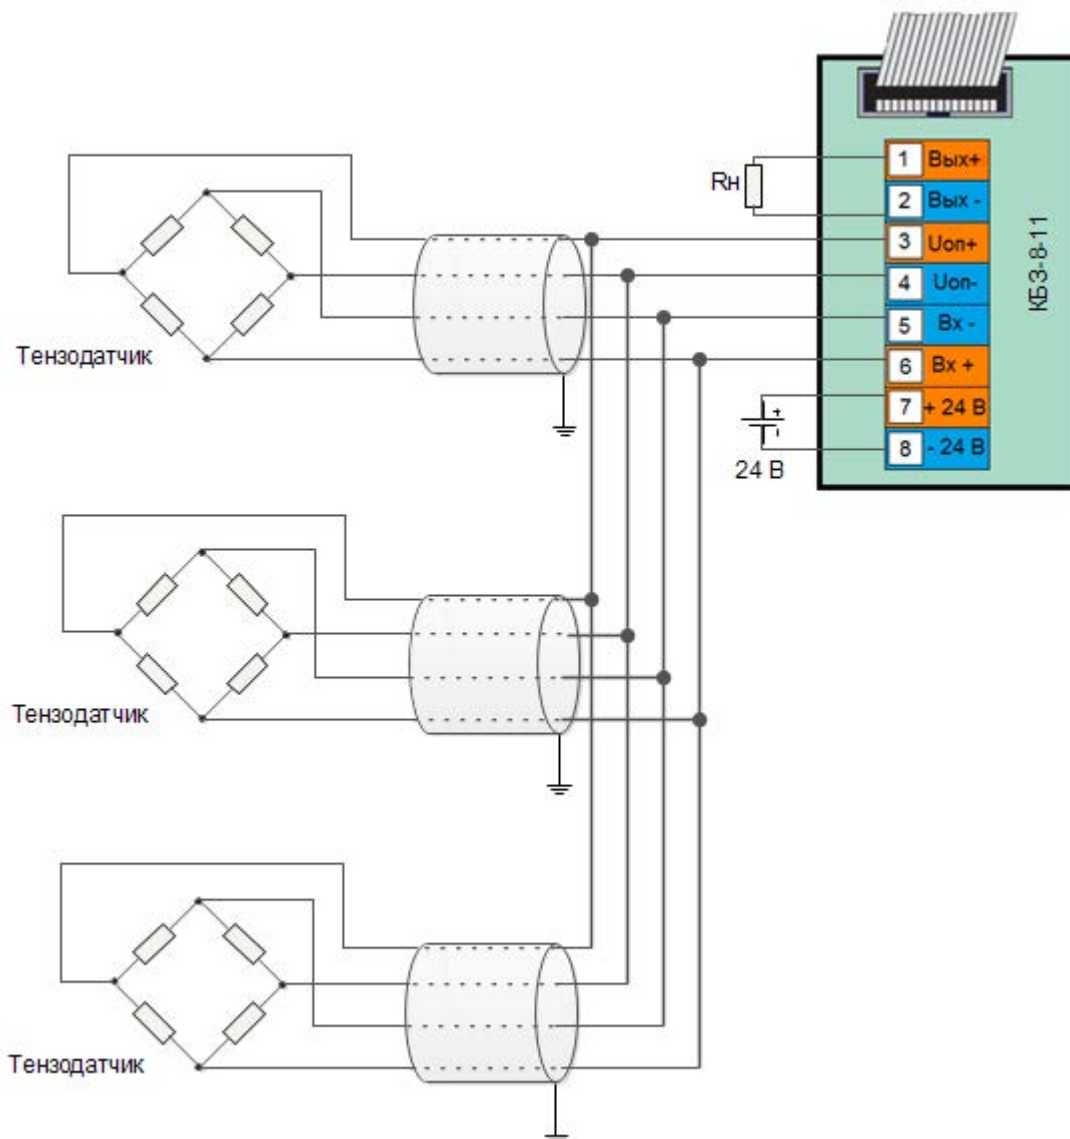 Rн
1 Вых+
2 Вых -
3 Uоп+
4 Uоп-
5 Вх -
6 Вх +
7 + 24 В
8 - 24 В
КБЗ-8-11
+
-
24 В
Тензодатчик
Тензодатчик
Тензодатчик